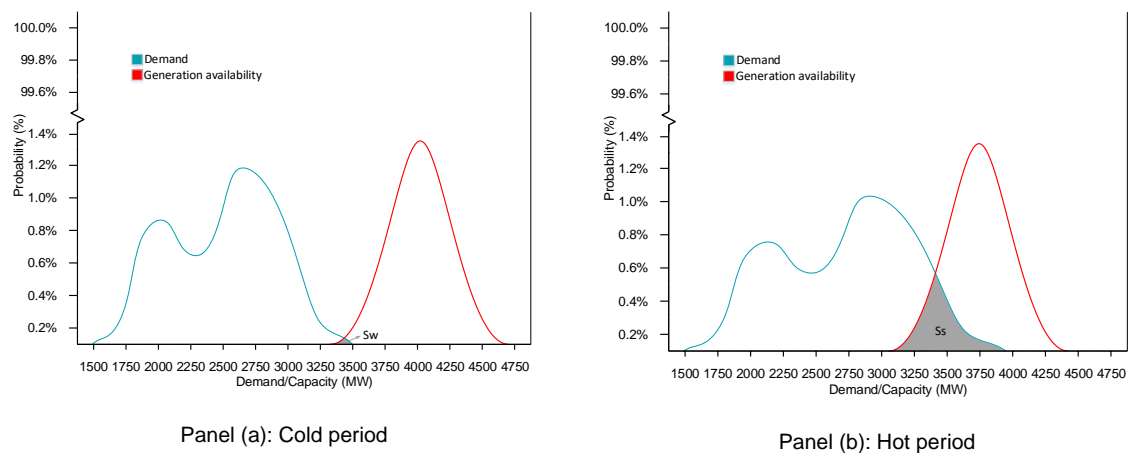 100.0%
99.8%
99.6%
1.4%
1.2%
1.0%
0.8%
0.6%
0.4%
0.2%
Probability (%)
Demand
Generation availability
Sw
1500 1750 2000 2250 2500 2750 3000 3250 3500 3750 4000 4250 4500 4750
Demand/Capacity (MW)
Panel (a): Cold period
100.0%
99.8%
99.6%
1.4%
1.2%
1.0%
0.8%
0.6%
0.4%
0.2%
Probability (%)
Demand
Generation availability
Ss
1500 1750 2000 2250 2500 2750 3000 3250 3500 3750 4000 4250 4500 4750
Demand/Capacity (MW)
Panel (b): Hot period